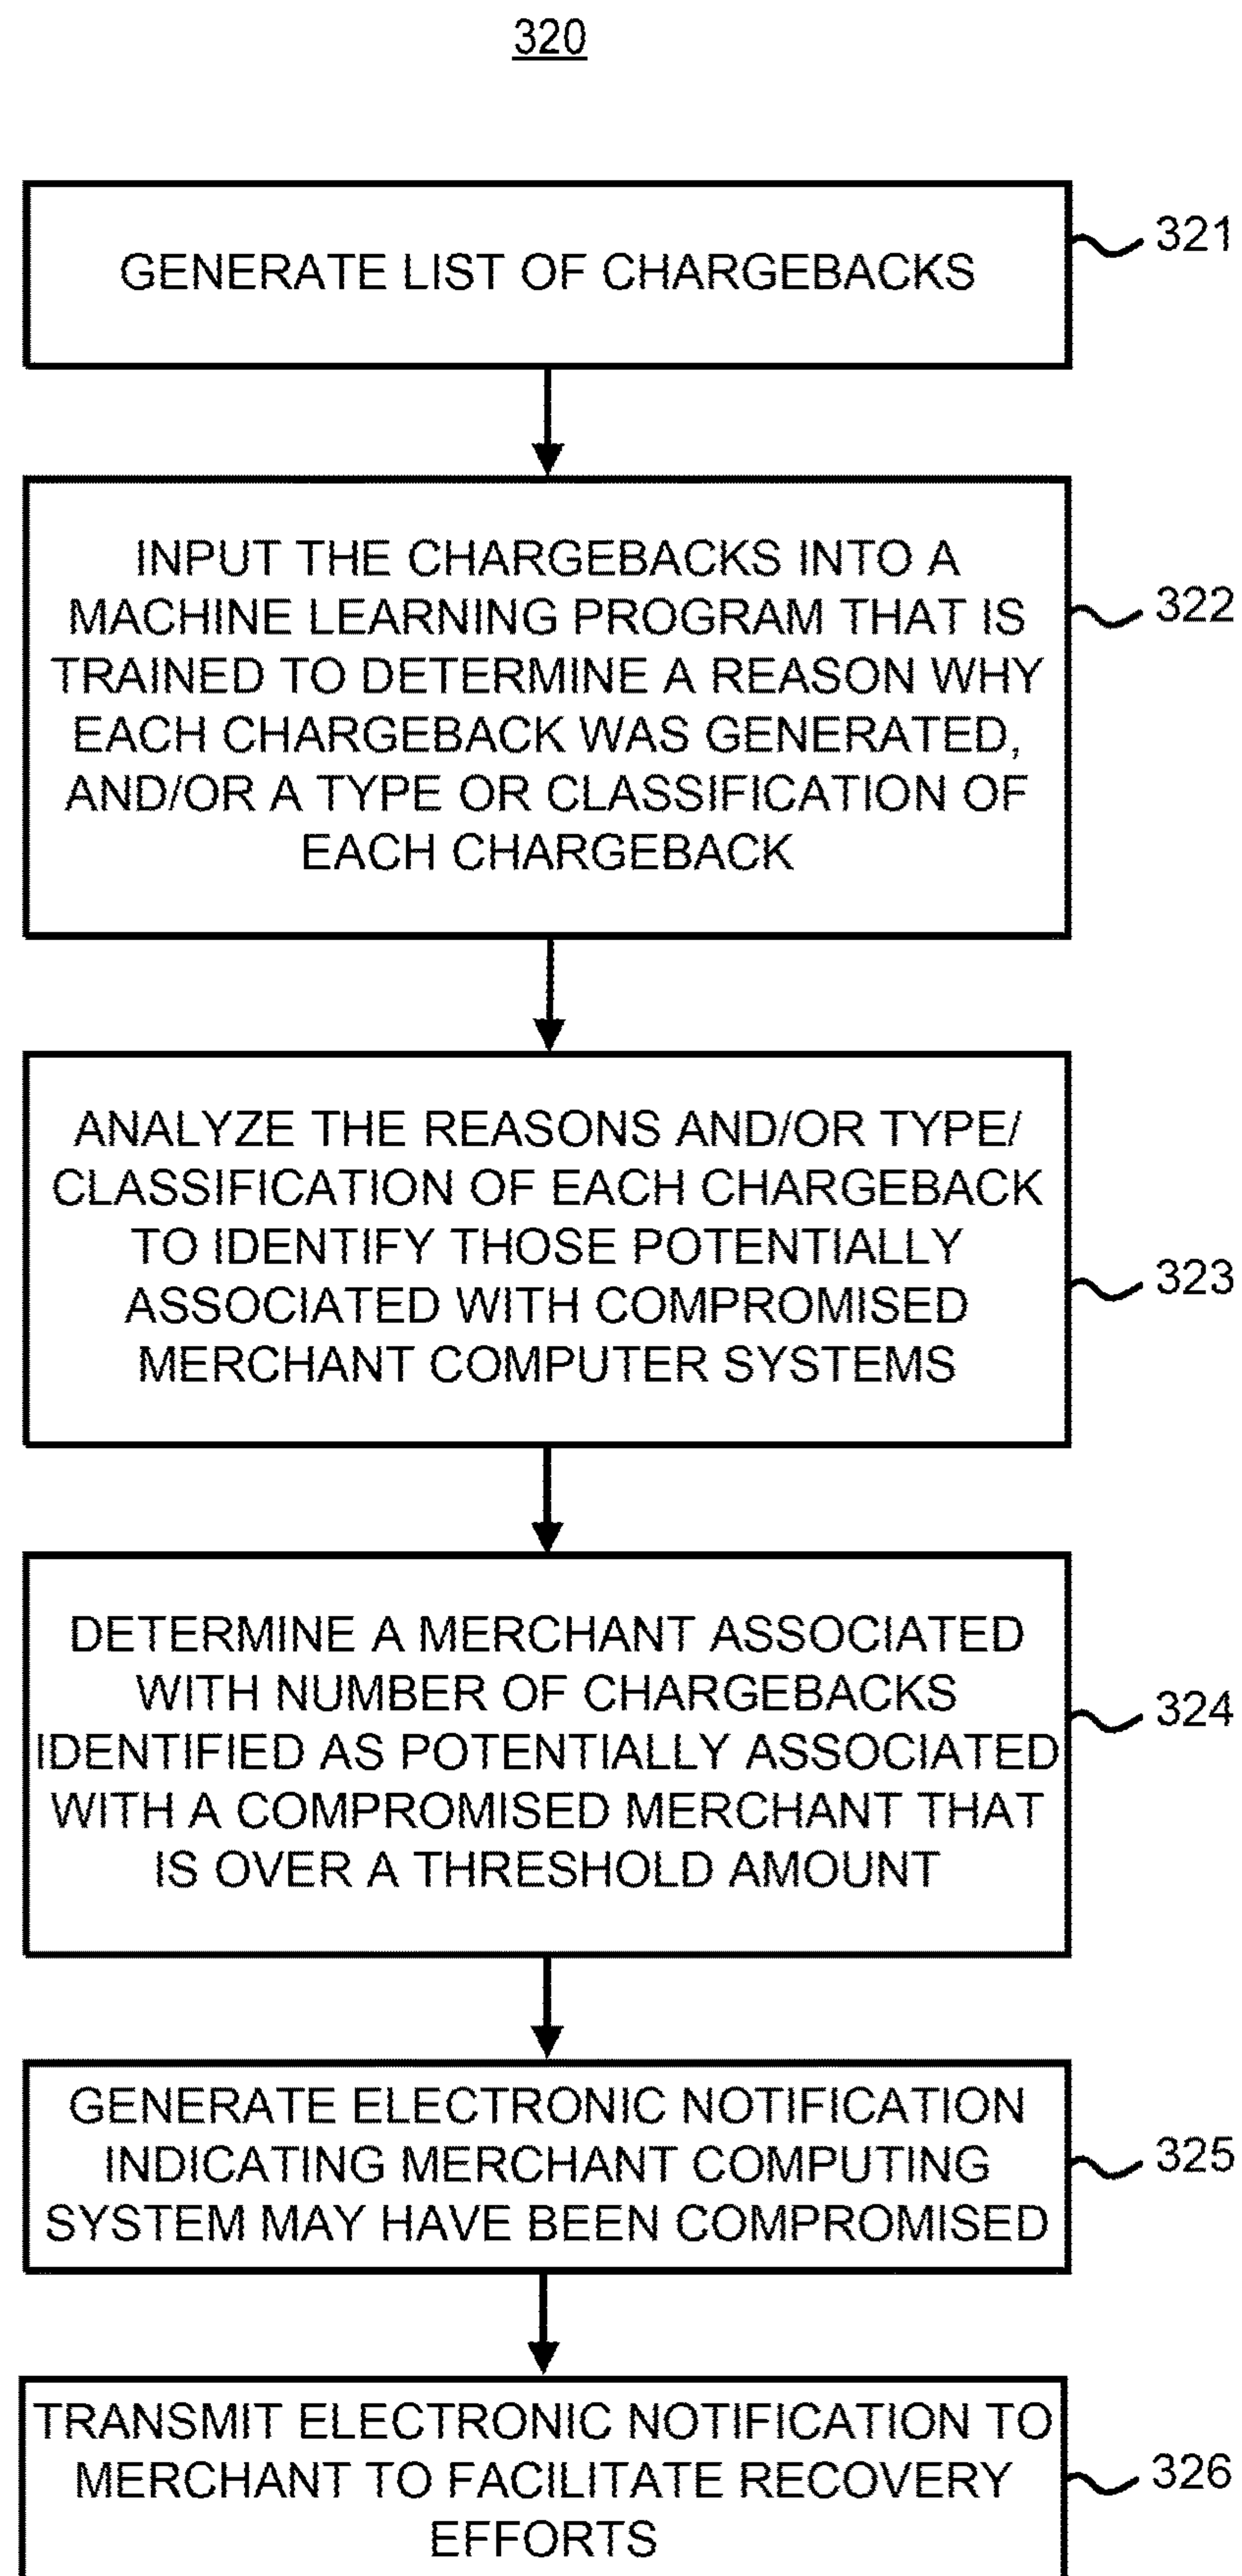 320
GENERATE LIST OF CHARGEBACKS
321
INPUT THE CHARGEBACKS INTO A
MACHINE LEARNING PROGRAM THAT IS
TRAINED TO DETERMINE A REASON WHY
EACH CHARGEBACK WAS GENERATED,
AND/OR A TYPE OR CLASSIFICATION OF
EACH CHARGEBACK
322
ANALYZE THE REASONS AND/OR TYPE/
CLASSIFICATION OF EACH CHARGEBACK
TO IDENTIFY THOSE POTENTIALLY
ASSOCIATED WITH COMPROMISED
MERCHANT COMPUTER SYSTEMS
323
DETERMINE A MERCHANT ASSOCIATED
WITH NUMBER OF CHARGEBACKS
IDENTIFIED AS POTENTIALLY ASSOCIATED
WITH A COMPROMISED MERCHANT THAT
IS OVER A THRESHOLD AMOUNT
324
GENERATE ELECTRONIC NOTIFICATION
INDICATING MERCHANT COMPUTING
SYSTEM MAY HAVE BEEN COMPROMISED
325
TRANSMIT ELECTRONIC NOTIFICATION TO
MERCHANT TO FACILITATE RECOVERY
EFFORTS
326